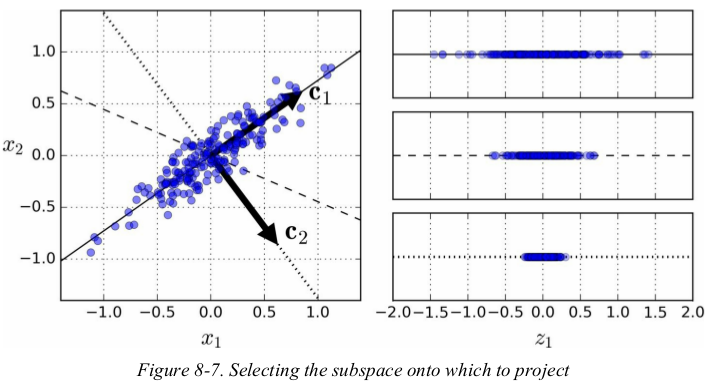 1.0
0.5
x2
0.0
−0.5
−1.0
c1
c2
−1.0 −0.5 0.0 0.5 1.0
x1
−2.0 −1.5 −1.0 −0.5 0.0 0.5 1.0 1.5 2.0
z1
Figure 8-7. Selecting the subspace onto which to project